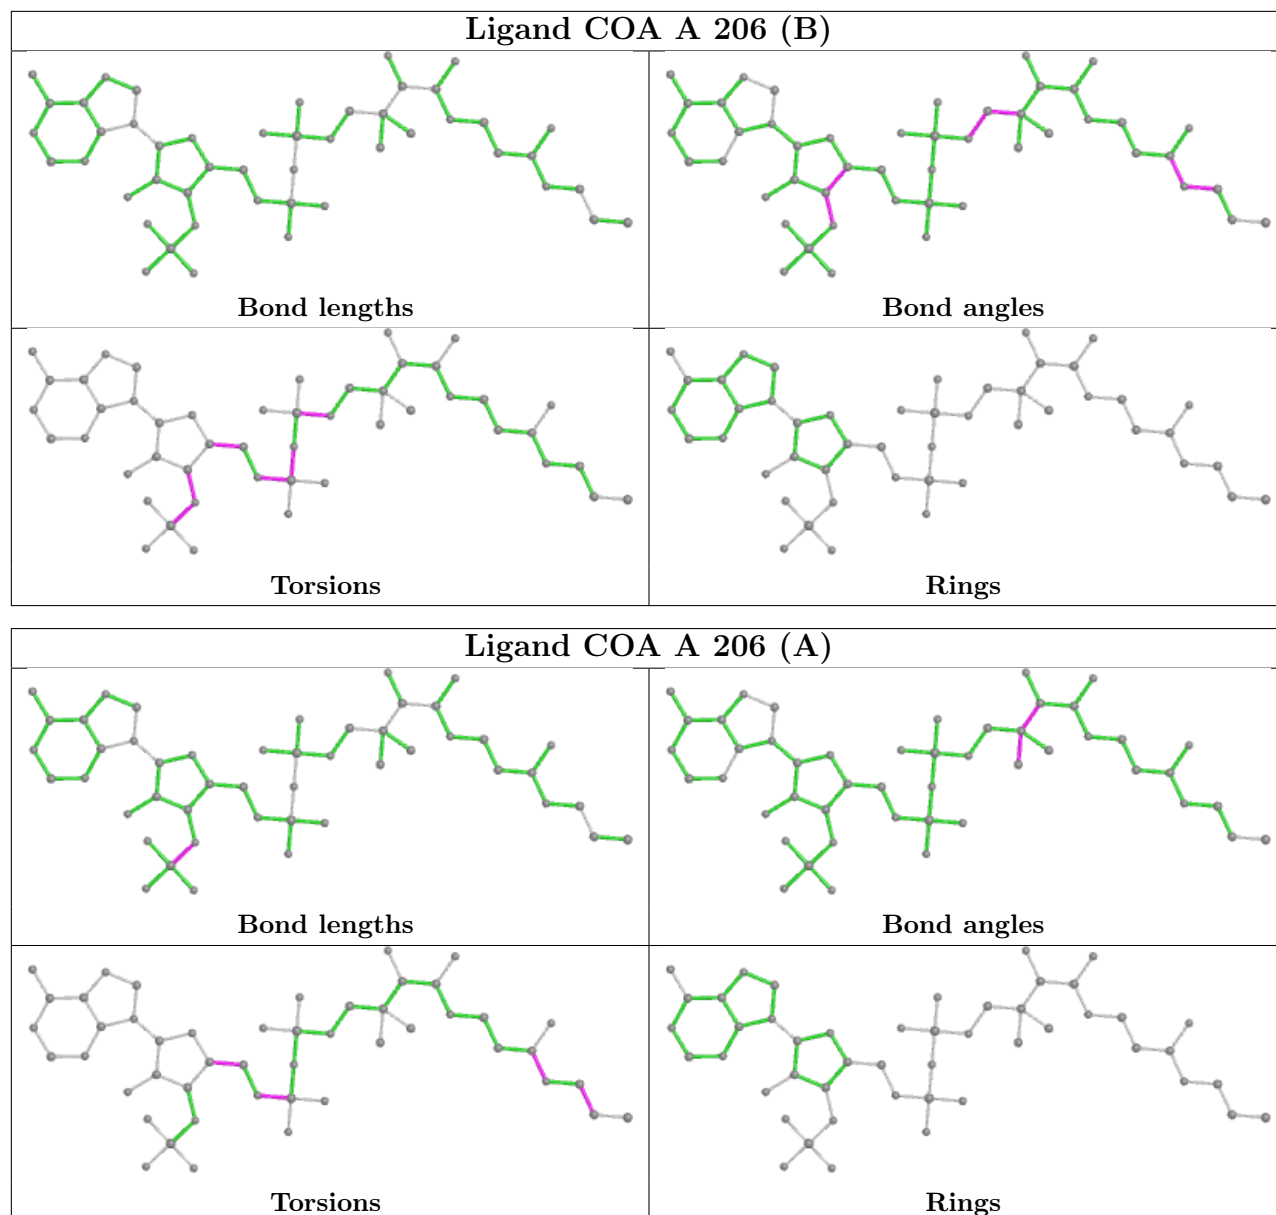 Ligand COA A 206 (B)
Bond lengths
Bond angles
Torsions
Rings
Ligand COA A 206 (A)
Bond lengths
Bond angles
Torsions
Rings